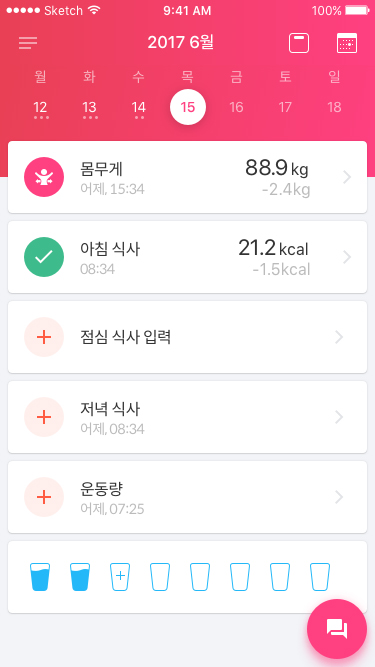 Sketch 9:41 AM 100%
2017 6월
월 화 수 목 금 토 일
12 13 14 15 16 17 18
몸무게 88.9 kg
어제, 15:34 -2.4kg
아침 식사 21.2 kcal
08:34 -1.5kcal
점심 식사 입력
저녁 식사
어제, 08:34
운동량
어제, 07:25